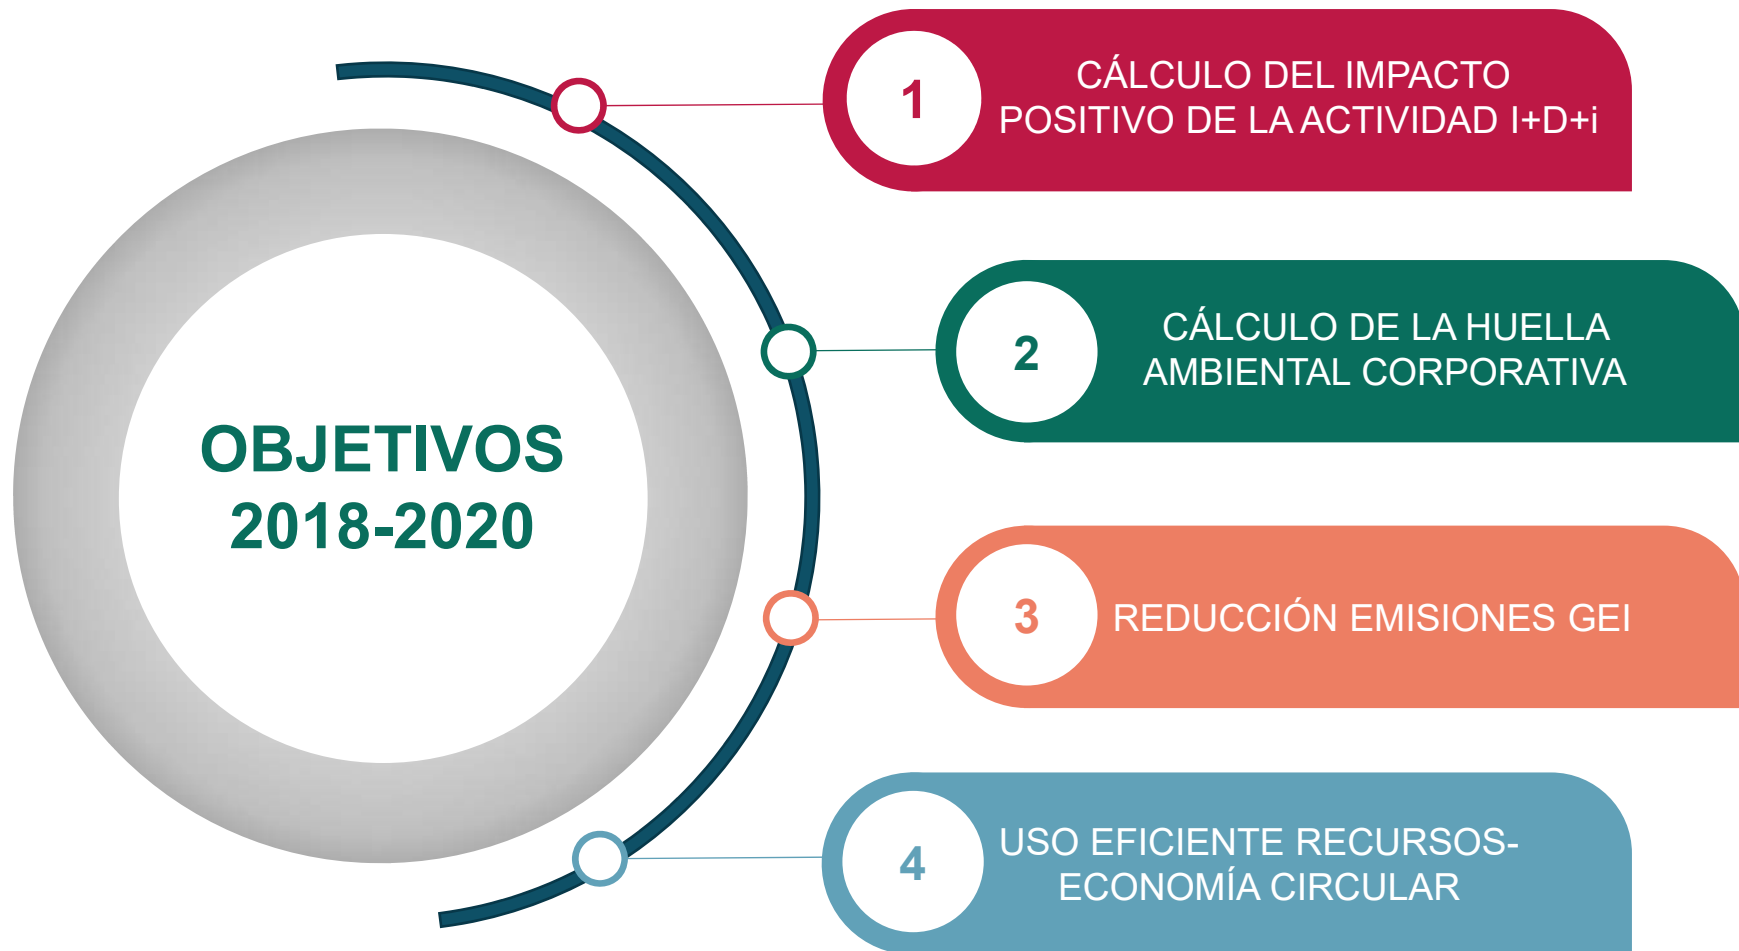 OBJETIVOS
2018-2020
1
CÁLCULO DEL IMPACTO
POSITIVO DE LA ACTIVIDAD I+D+i
2
CÁLCULO DE LA HUELLA
AMBIENTAL CORPORATIVA
3
REDUCCIÓN EMISIONES GEI
4
USO EFICIENTE RECURSOS-
ECONOMÍA CIRCULAR